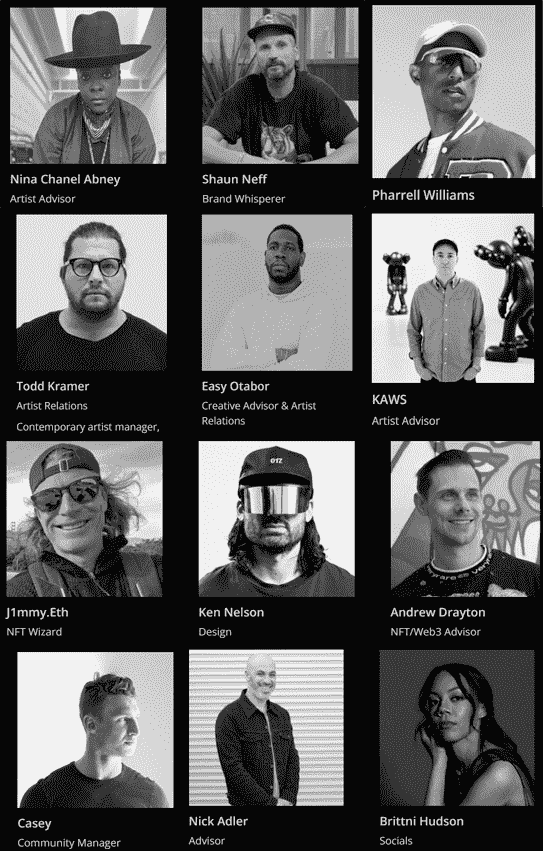 Nina Chanel Abney
Artist Advisor
Shaun Neff
Brand Whisperer
Pharrell Williams
Todd Kramer
Artist Relations
Contemporary artist manager,
Easy Otabor
Creative Advisor & Artist
Relations
KAWS
Artist Advisor
J1mmy.Eth
NFT Wizard
Ken Nelson
Design
Andrew Drayton
NFT/Web3 Advisor
Casey
Community Manager
Nick Adler
Advisor
Brittni Hudson
Socials